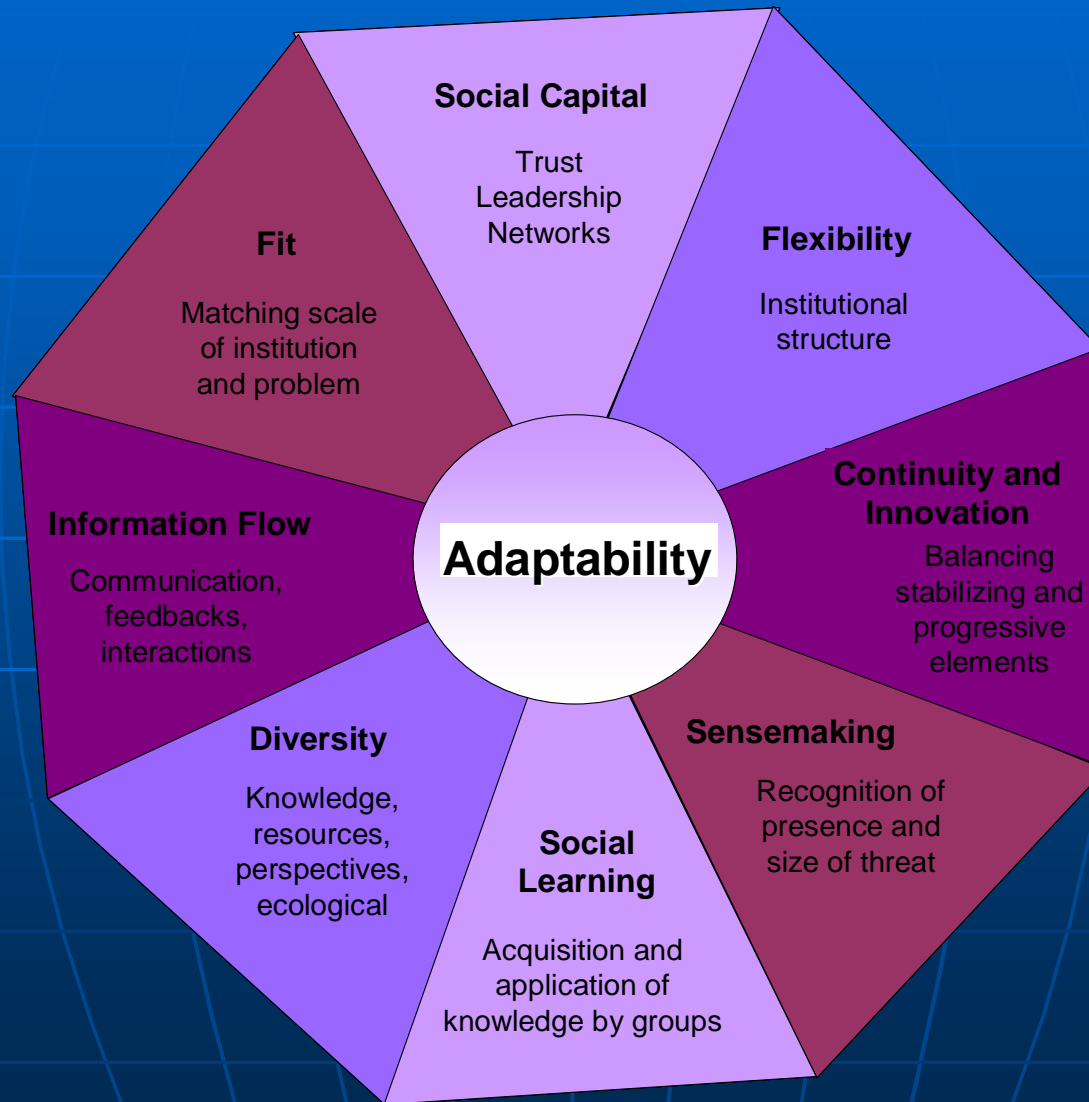 Social Capital
Trust
Leadership
Networks
Flexibility
Institutional
structure
Continuity and
Innovation
Balancing
stabilizing and
progressive
elements
Sensemaking
Recognition of
presence and
size of threat
Social
Learning
Acquisition and
application of
knowledge by groups
Diversity
Knowledge,
resources,
perspectives,
ecological
Information Flow
Communication,
feedbacks,
interactions
Fit
Matching scale
of institution
and problem
Adaptability